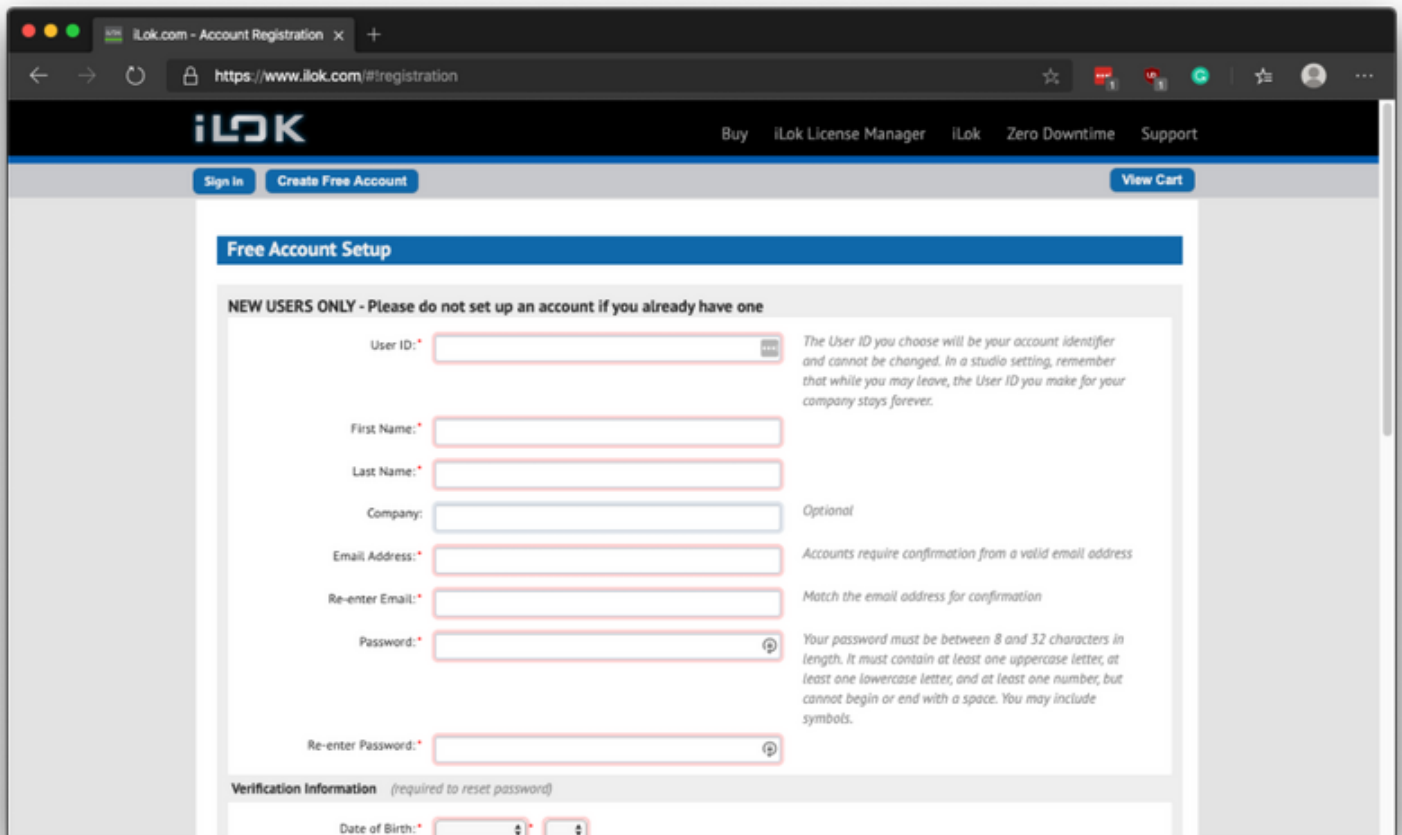 iLok.com - Account Registration
https://www.ilok.com/#!registration
1
1
iLOK
Buy iLok License Manager iLok Zero Downtime Support
Sign In Create Free Account View Cart
Free Account Setup
NEW USERS ONLY - Please do not set up an account if you already have one
User ID:*
The User ID you choose will be your account identifier
and cannot be changed. In a studio setting, remember
that while you may leave, the User ID you make for your
company stays forever.
First Name:*
Last Name:*
Company:
Optional
Email Address:*
Accounts require confirmation from a valid email address
Re-enter Email:*
Match the email address for confirmation
Password:*
Your password must be between 8 and 32 characters in
length. It must contain at least one uppercase letter, at
least one lowercase letter, and at least one number, but
cannot begin or end with a space. You may include
symbols.
Re-enter Password:*
Verification Information (required to reset password)
Date of Birth:* *